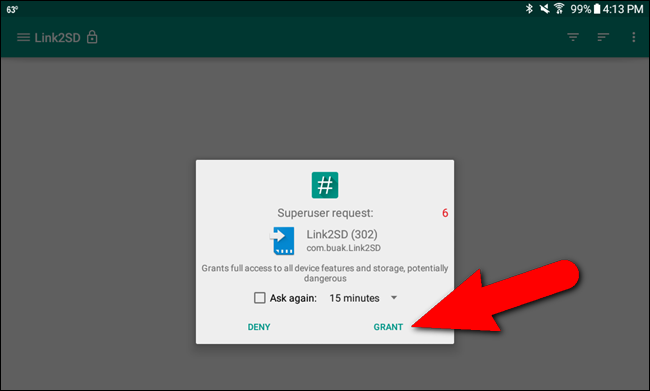 63° 99% 4:13 PM
Link2SD
#
Superuser request: 6
Link2SD (302)
com.buak.Link2SD
Grants full access to all device features and storage, potentially
dangerous
Ask again: 15 minutes
DENY GRANT